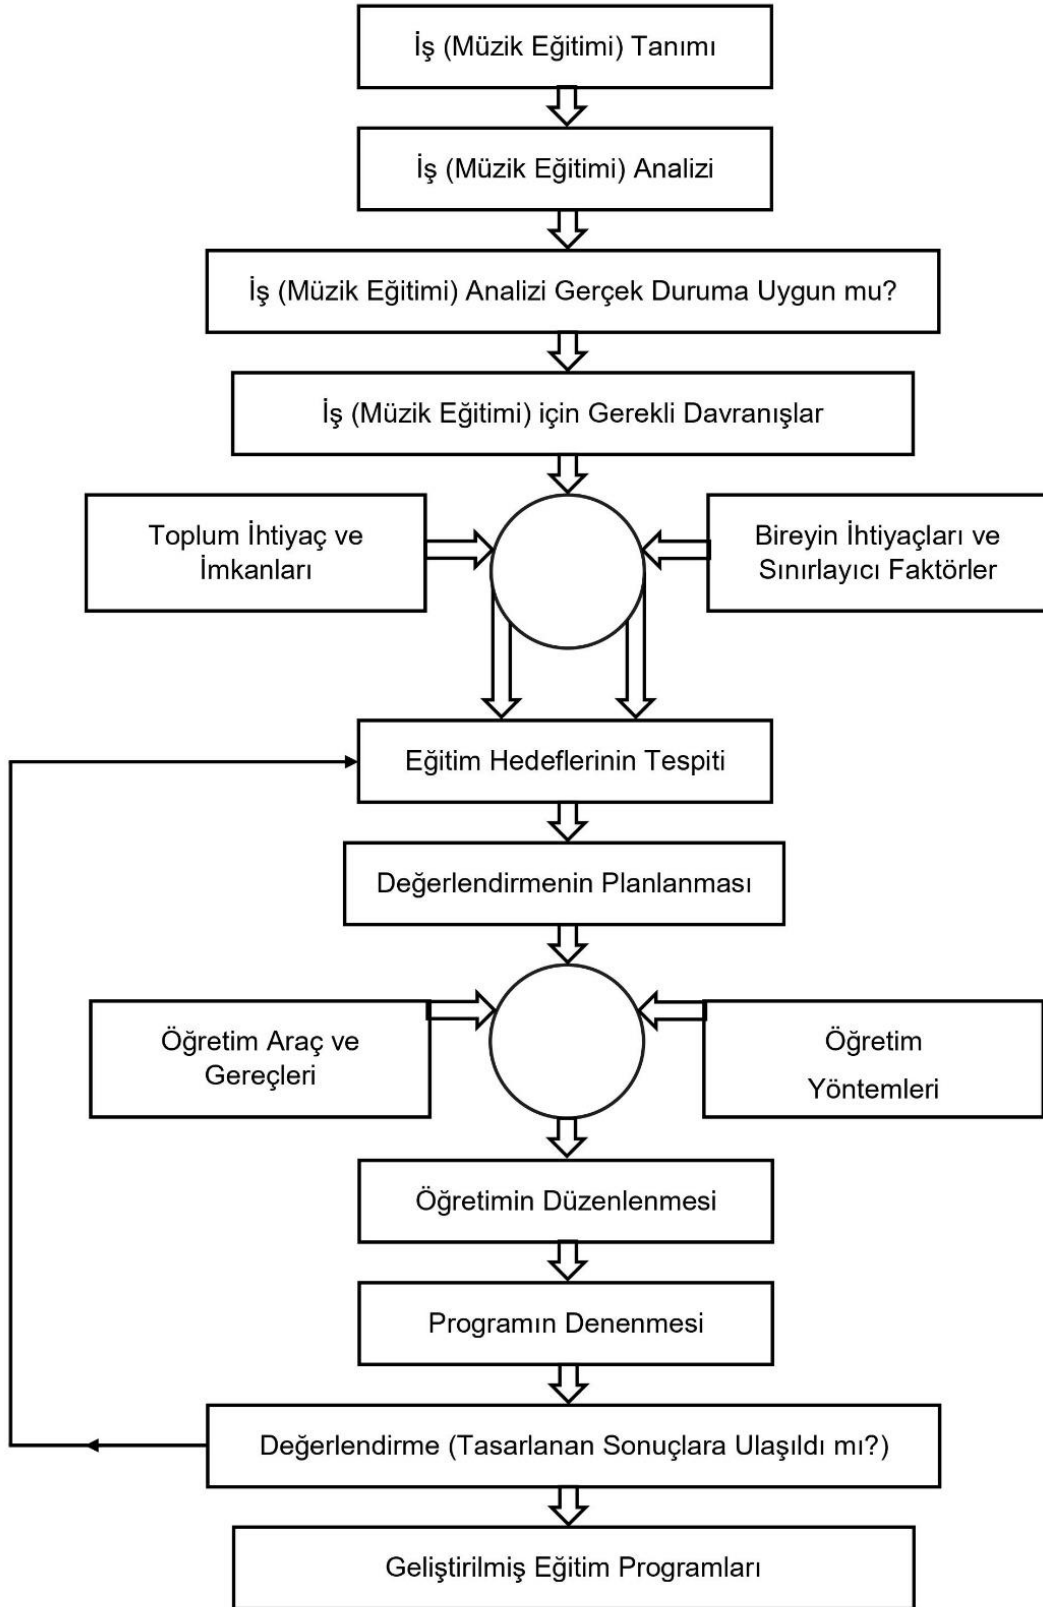 İş (Müzik Eğitimi) Tanımı
İş (Müzik Eğitimi) Analizi
İş (Müzik Eğitimi) Analizi Gerçek Duruma Uygun mu?
İş (Müzik Eğitimi) için Gerekli Davranışlar
Toplum İhtiyaç ve
İmkanları
Bireyin İhtiyaçları ve
Sınırlayıcı Faktörler
Eğitim Hedeflerinin Tespiti
Değerlendirmenin Planlanması
Öğretim Araç ve
Gereçleri
Öğretim
Yöntemleri
Öğretimin Düzenlenmesi
Programın Denenmesi
Değerlendirme (Tasarlanan Sonuçlara Ulaşıldı mı?)
Geliştirilmiş Eğitim Programları